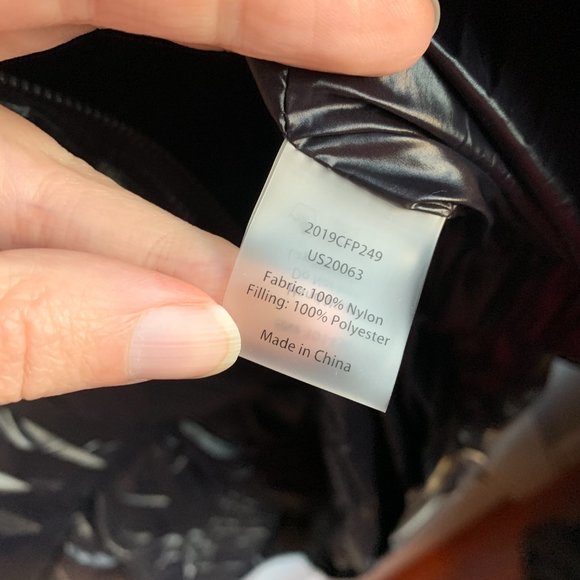 2019CFP249
US20063
Fabric: 100% Nylon
Filling: 100% Polyester
Made in China